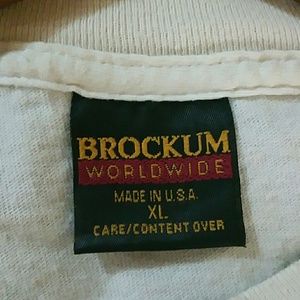 BROCKUM
WORLDWIDE
MADE IN U.S.A.
XL
CARE/CONTENT OVER